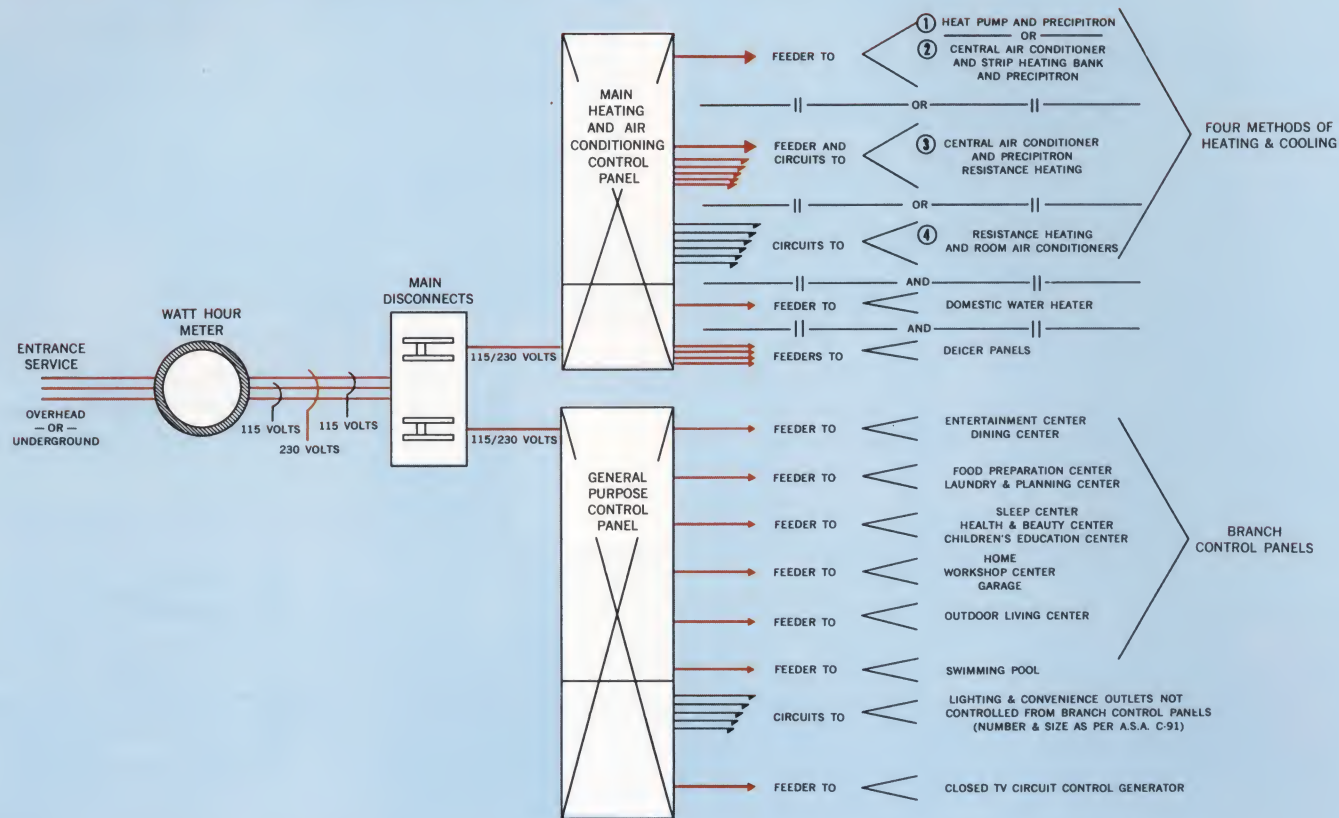 ENTRANCE
SERVICE
OVERHEAD
— OR —
UNDERGROUND
WATT HOUR
METER
115 VOLTS
230 VOLTS
115 VOLTS
MAIN
DISCONNECTS
115/230 VOLTS
115/230 VOLTS
MAIN
HEATING
AND AIR
CONDITIONING
CONTROL
PANEL
FEEDER TO
1 HEAT PUMP AND PRECIPITRON
OR
2 CENTRAL AIR CONDITIONER
AND STRIP HEATING BANK
AND PRECIPITRON
OR
FEEDER AND
CIRCUITS TO
3 CENTRAL AIR CONDITIONER
AND PRECIPITRON
RESISTANCE HEATING
OR
CIRCUITS TO
4 RESISTANCE HEATING
AND ROOM AIR CONDITIONERS
FOUR METHODS OF
HEATING & COOLING
AND
FEEDER TO
DOMESTIC WATER HEATER
AND
FEEDERS TO
DEICER PANELS
GENERAL
PURPOSE
CONTROL
PANEL
FEEDER TO
ENTERTAINMENT CENTER
DINING CENTER
FEEDER TO
FOOD PREPARATION CENTER
LAUNDRY & PLANNING CENTER
FEEDER TO
SLEEP CENTER
HEALTH & BEAUTY CENTER
CHILDREN'S EDUCATION CENTER
FEEDER TO
HOME
WORKSHOP CENTER
GARAGE
FEEDER TO
OUTDOOR LIVING CENTER
FEEDER TO
SWIMMING POOL
BRANCH
CONTROL PANELS
CIRCUITS TO
LIGHTING & CONVENIENCE OUTLETS NOT
CONTROLLED FROM BRANCH CONTROL PANELS
(NUMBER & SIZE AS PER A.S.A. C-91)
FEEDER TO
CLOSED TV CIRCUIT CONTROL GENERATOR